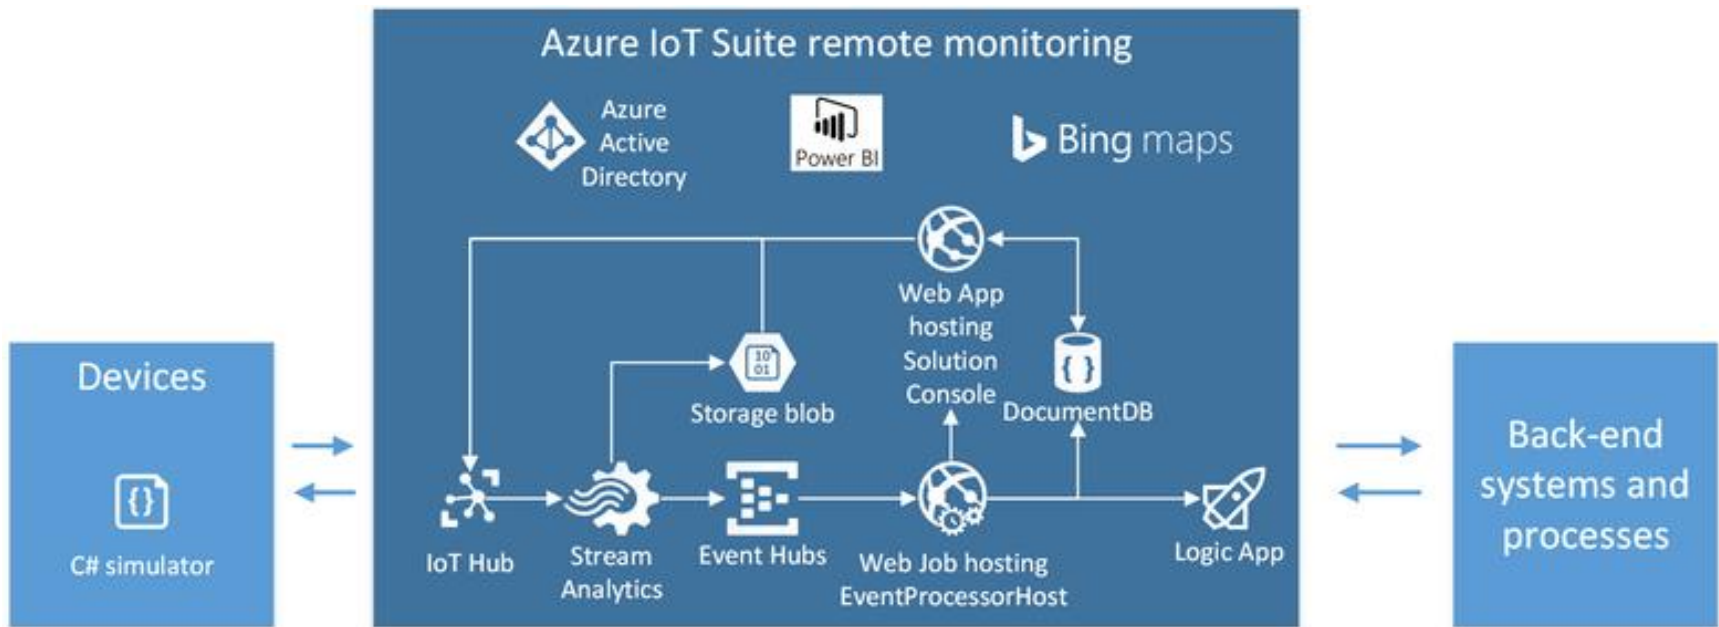 Azure IoT Suite remote monitoring
Azure
Active
Directory
Power BI
Bing maps
Web App
hosting
Solution
Console
DocumentDB
10
01
Storage blob
{ }
Devices
{}
C# simulator
IoT Hub
Stream
Analytics
Event Hubs
Web Job hosting
EventProcessorHost
Logic App
Back-end
systems and
processes